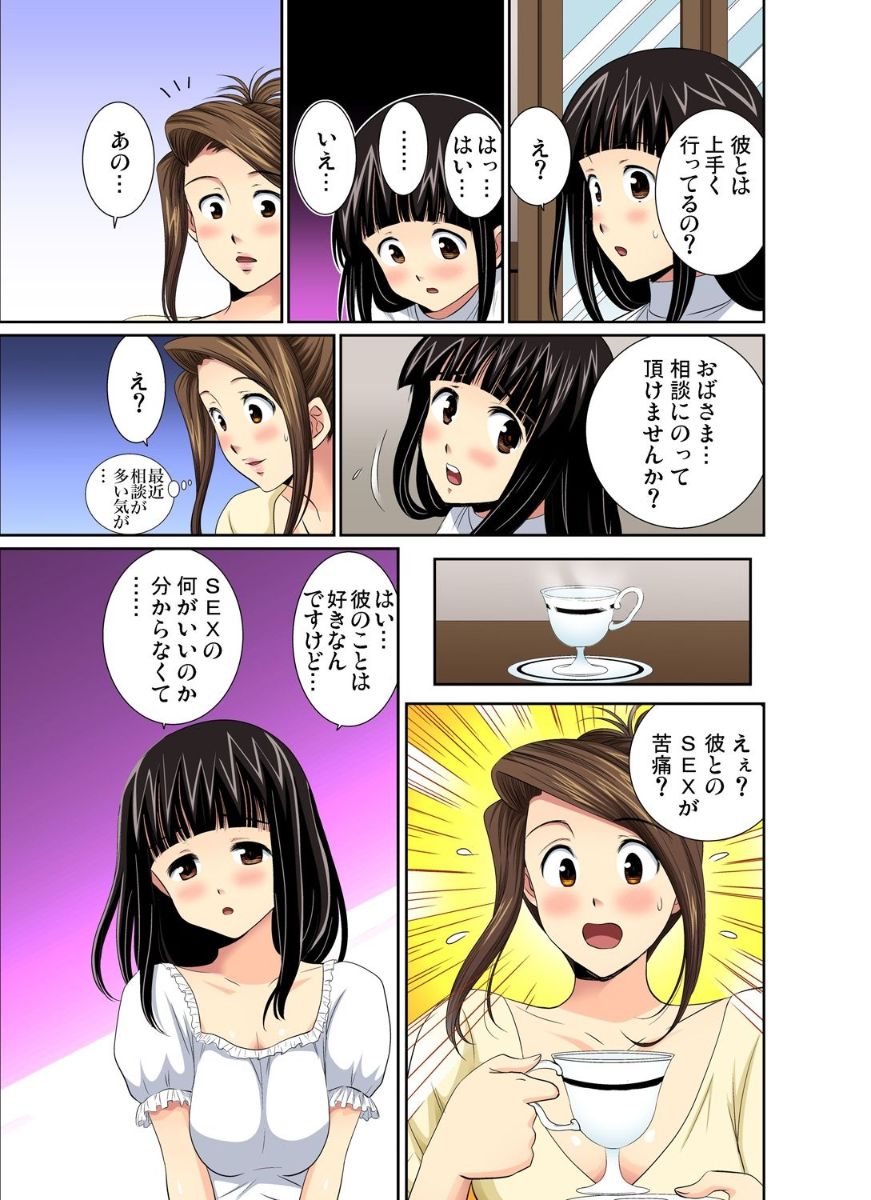 彼とは
上手く
行ってるの？
え？
はっ…
はい…
……
いえ…
あの…
おばさま…
相談にのって
頂けませんか？
え？
最近
相談が
多い気が
…
えぇ？
彼との
ＳＥＸが
苦痛？
はい…
彼のことは
好きなん
ですけど…
ＳＥＸの
何がいいのか
分からなくて
……